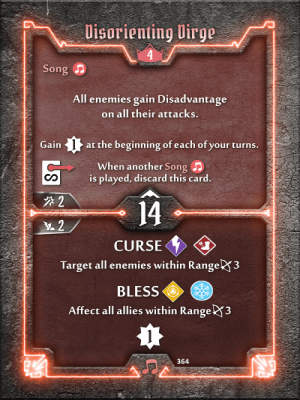 Disorienting Dirge
4
Song
All enemies gain Disadvantage
on all their attacks.
Gain 1 at the beginning of each of your turns.
When another Song
is played, discard this card.
2
14
2
CURSE
Target all enemies within Range 3
BLESS
Affect all allies within Range 3
1
364